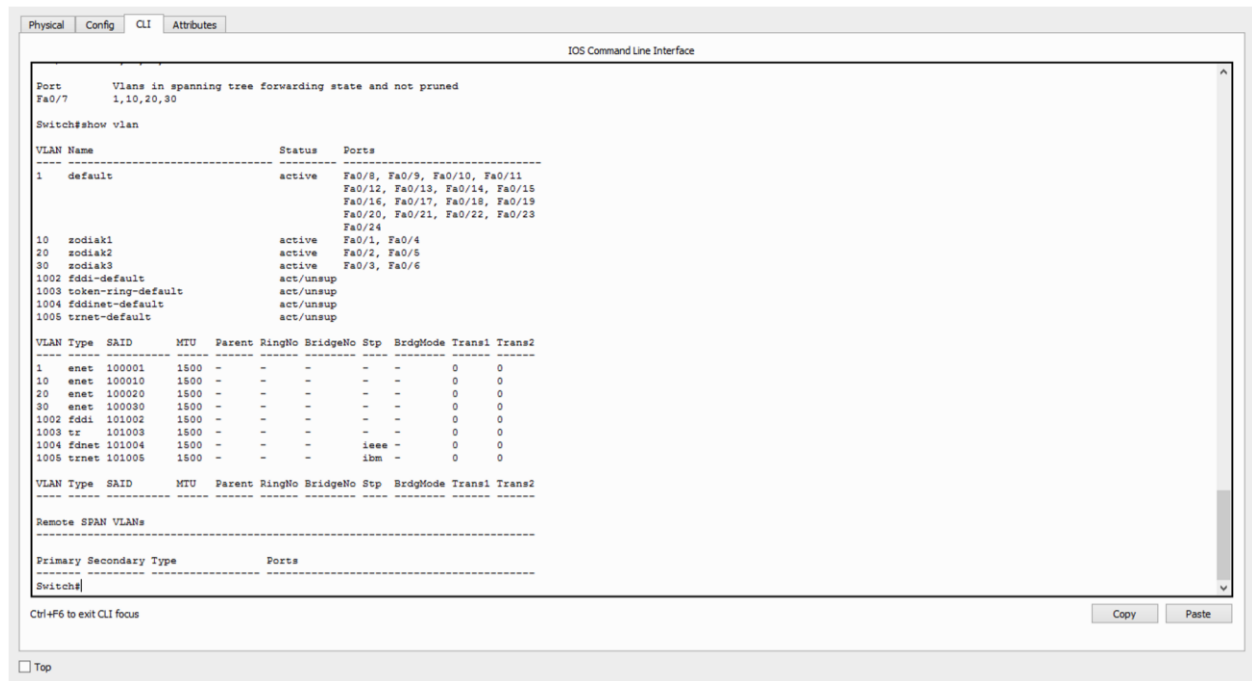 Physical Config CLI Attributes
IOS Command Line Interface
Port        Vlans in spanning tree forwarding state and not pruned
Fa0/7       1,10,20,30
Switch#show vlan
VLAN Name                             Status    Ports
---- -------------------------------- --------- -------------------------------
1    default                          active    Fa0/8, Fa0/9, Fa0/10, Fa0/11
                                                Fa0/12, Fa0/13, Fa0/14, Fa0/15
                                                Fa0/16, Fa0/17, Fa0/18, Fa0/19
                                                Fa0/20, Fa0/21, Fa0/22, Fa0/23
                                                Fa0/24
10   zodiak1                          active    Fa0/1, Fa0/4
20   zodiak2                          active    Fa0/2, Fa0/5
30   zodiak3                          active    Fa0/3, Fa0/6
1002 fddi-default                     act/unsup
1003 token-ring-default               act/unsup
1004 fddinet-default                  act/unsup
1005 trnet-default                    act/unsup
VLAN Type  SAID       MTU   Parent RingNo BridgeNo Stp  BrdgMode Trans1 Trans2
---- ----- ---------- ----- ------ ------ -------- ---- -------- ------ ------
1    enet  100001     1500  -      -      -        -    -        0      0
10   enet  100010     1500  -      -      -        -    -        0      0
20   enet  100020     1500  -      -      -        -    -        0      0
30   enet  100030     1500  -      -      -        -    -        0      0
1002 fddi  101002     1500  -      -      -        -    -        0      0
1003 tr    101003     1500  -      -      -        -    -        0      0
1004 fdnet 101004     1500  -      -      -        ieee -        0      0
1005 trnet 101005     1500  -      -      -        ibm  -        0      0
VLAN Type  SAID       MTU   Parent RingNo BridgeNo Stp  BrdgMode Trans1 Trans2
---- ----- ---------- ----- ------ ------ -------- ---- -------- ------ ------
Remote SPAN VLANs
------------------------------------------------------------------------------
Primary Secondary Type              Ports
------- --------- ----------------- ------------------------------------------
Switch#
Ctrl+F6 to exit CLI focus Copy Paste
Top